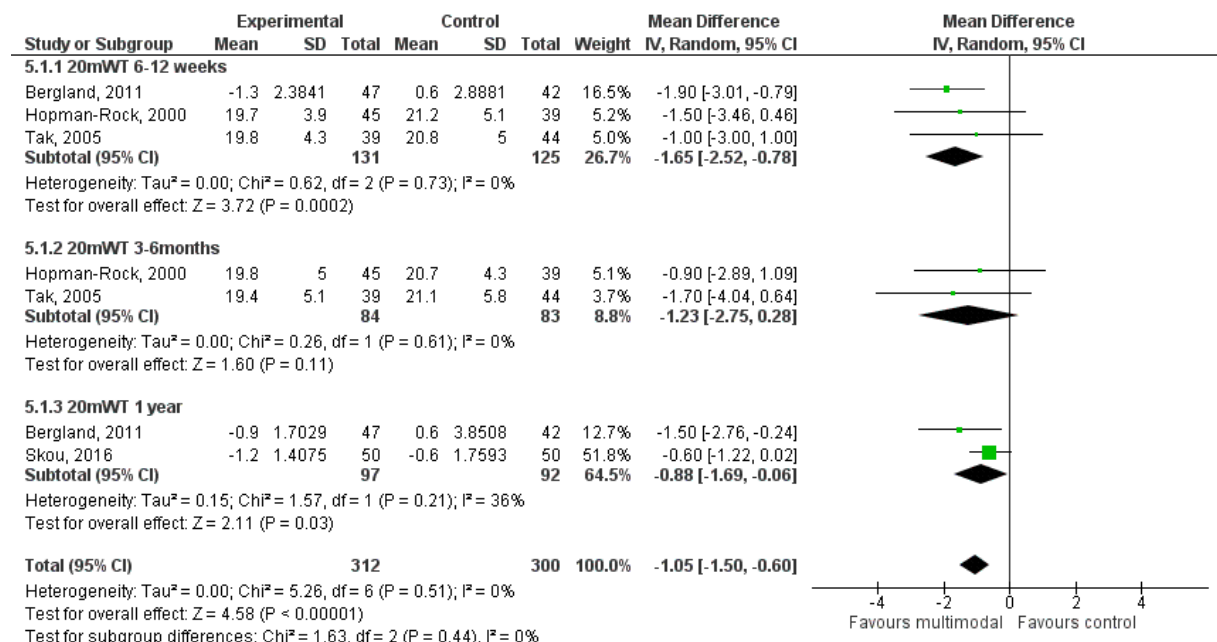 Experimental Control Mean Difference Mean Difference
Study or Subgroup Mean SD Total Mean SD Total Weight IV, Random, 95% CI IV, Random, 95% CI
5.1.1 20mWT 6-12 weeks
Bergland, 2011 -1.3 2.3841 47 0.6 2.8881 42 16.5% -1.90 [-3.01, -0.79]
Hopman-Rock, 2000 19.7 3.9 45 21.2 5.1 39 5.2% -1.50 [-3.46, 0.46]
Tak, 2005 19.8 4.3 39 20.8 5 44 5.0% -1.00 [-3.00, 1.00]
Subtotal (95% CI) 131 125 26.7% -1.65 [-2.52, -0.78]
Heterogeneity: Tau² = 0.00; Chi² = 0.62, df = 2 (P = 0.73); I² = 0%
Test for overall effect: Z = 3.72 (P = 0.0002)
5.1.2 20mWT 3-6months
Hopman-Rock, 2000 19.8 5 45 20.7 4.3 39 5.1% -0.90 [-2.89, 1.09]
Tak, 2005 19.4 5.1 39 21.1 5.8 44 3.7% -1.70 [-4.04, 0.64]
Subtotal (95% CI) 84 83 8.8% -1.23 [-2.75, 0.28]
Heterogeneity: Tau² = 0.00; Chi² = 0.26, df = 1 (P = 0.61); I² = 0%
Test for overall effect: Z = 1.60 (P = 0.11)
5.1.3 20mWT 1 year
Bergland, 2011 -0.9 1.7029 47 0.6 3.8508 42 12.7% -1.50 [-2.76, -0.24]
Skou, 2016 -1.2 1.4075 50 -0.6 1.7593 50 51.8% -0.60 [-1.22, 0.02]
Subtotal (95% CI) 97 92 64.5% -0.88 [-1.69, -0.06]
Heterogeneity: Tau² = 0.15; Chi² = 1.57, df = 1 (P = 0.21); I² = 36%
Test for overall effect: Z = 2.11 (P = 0.03)
Total (95% CI) 312 300 100.0% -1.05 [-1.50, -0.60]
Heterogeneity: Tau² = 0.00; Chi² = 5.26, df = 6 (P = 0.51); I² = 0%
Test for overall effect: Z = 4.58 (P < 0.00001)
Test for subgroup differences: Chi² = 1.63, df = 2 (P = 0.44), I² = 0%
-4 -2 0 2 4
Favours multimodal Favours control